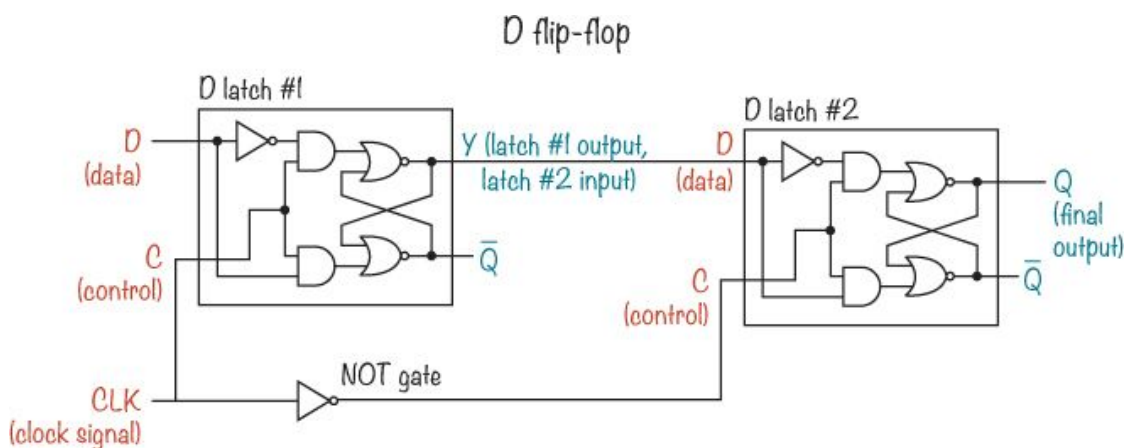 D flip-flop
D latch #1
D
(data)
C
(control)
Q̅
Y (latch #1 output,
latch #2 input)
D latch #2
D
(data)
C
(control)
Q
(final
output)
Q̅
NOT gate
CLK
(clock signal)